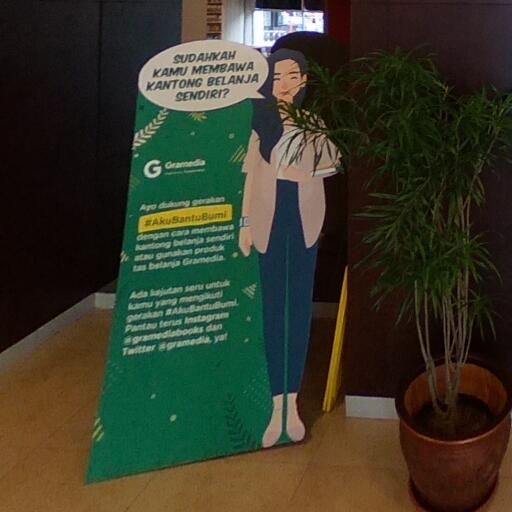 SUDAHKAH
KAMU MEMBAWA
KANTONG BELANJA
SENDIRI?
G Gramedia
Ayo dukung gerakan
#AkuBantuBumi
dengan cara membawa
kantong belanja sendiri
atau gunakan produk
tas belanja Gramedia.
Ada kejutan seru untuk
kamu yang mengikuti
gerakan #AkuBantuBumi.
Pantau terus Instagram
@gramediabooks dan
Twitter @gramedia, ya!